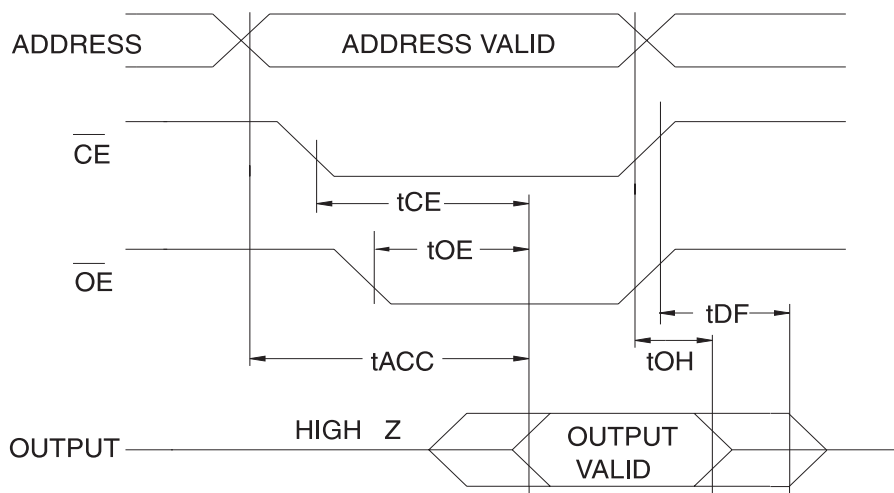 ADDRESS
ADDRESS VALID
CE
tCE
tOE
OE
tDF
tACC
tOH
HIGH Z
OUTPUT
OUTPUT
VALID